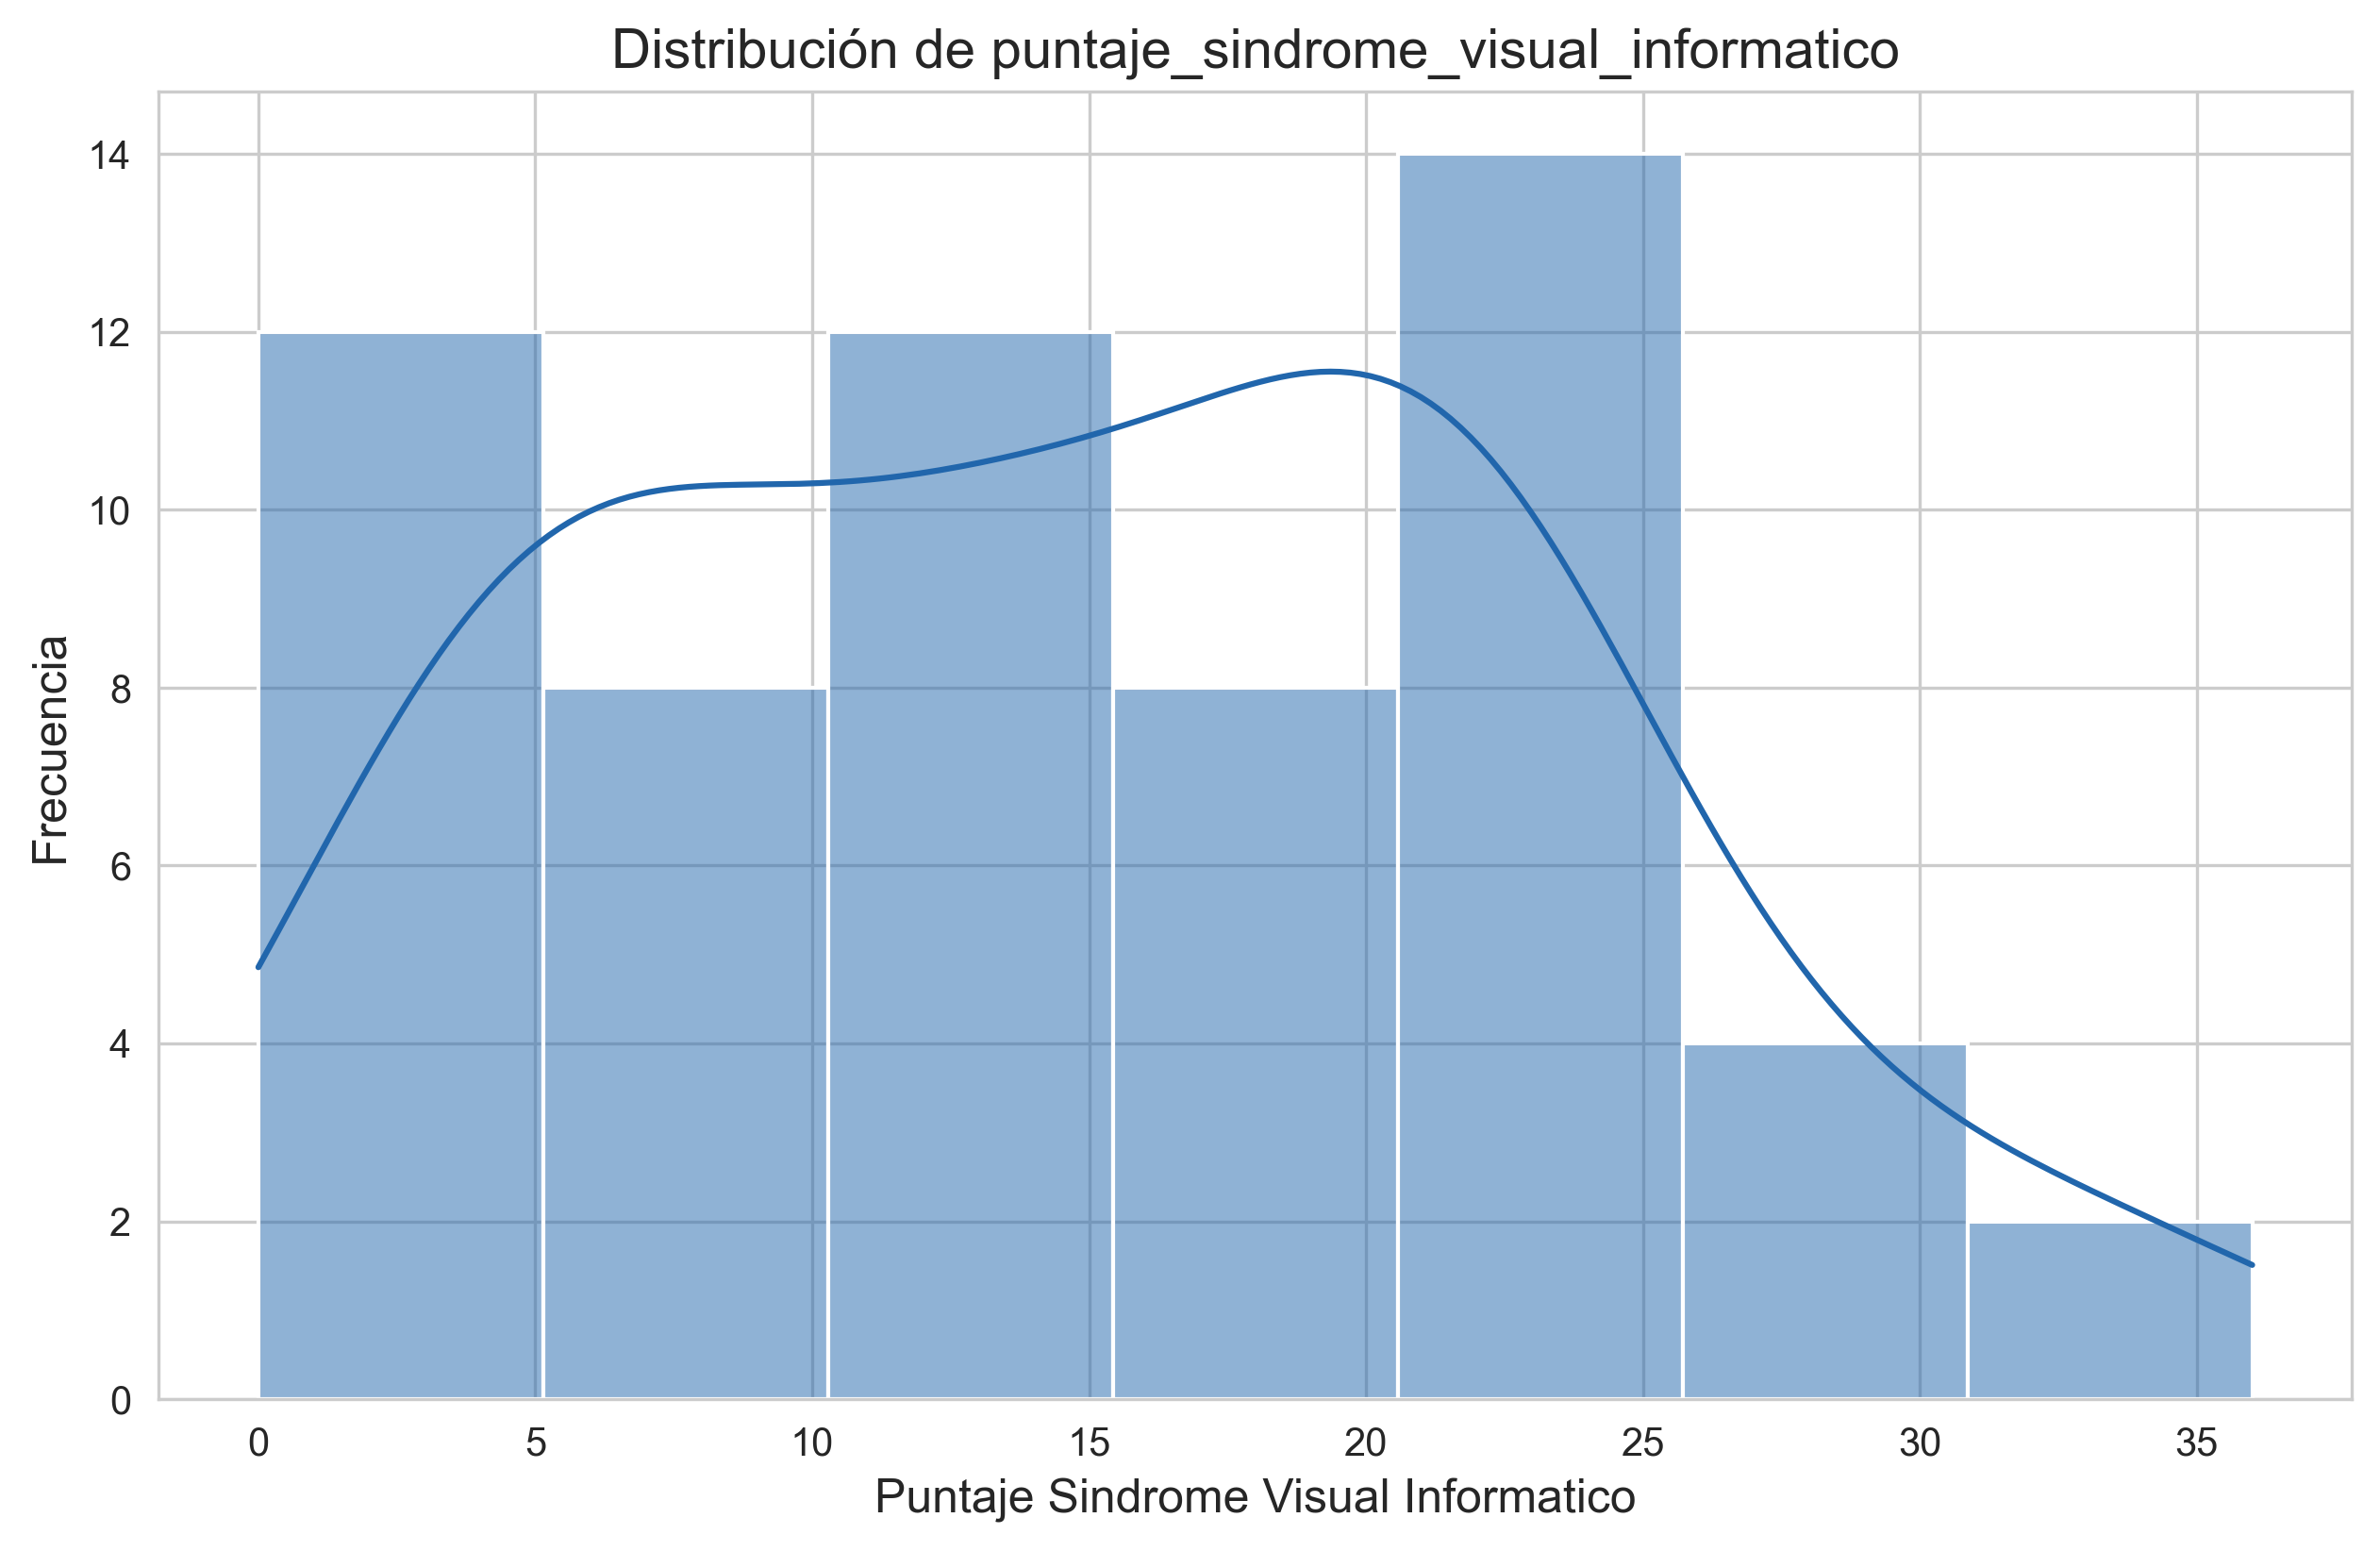 Distribución de puntaje_sindrome_visual_informatico
14
12
10
8
6
4
2
0
Frecuencia
0 5 10 15 20 25 30 35
Puntaje Sindrome Visual Informatico